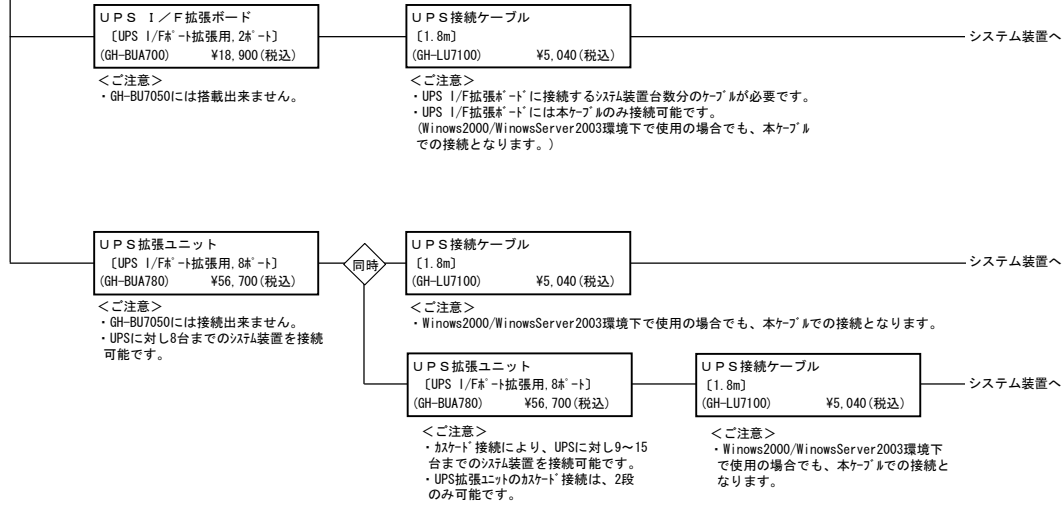 ＵＰＳ Ｉ／Ｆ拡張ボード
〔UPS I/Fﾎﾟｰﾄ拡張用,2ﾎﾟｰﾄ〕
(GH-BUA700) ¥18,900(税込)
＜ご注意＞
・GH-BU7050には搭載出来ません。
ＵＰＳ接続ケーブル
〔1.8m〕
(GH-LU7100) ¥5,040(税込)
システム装置へ
＜ご注意＞
・UPS I/F拡張ﾎﾞｰﾄﾞに接続するｼｽﾃﾑ装置台数分のｹｰﾌﾞﾙが必要です。
・UPS I/F拡張ﾎﾞｰﾄﾞには本ｹｰﾌﾞﾙのみ接続可能です。
(Winows2000/WinowsServer2003環境下で使用の場合でも、本ｹｰﾌﾞﾙ
での接続となります。)
ＵＰＳ拡張ユニット
〔UPS I/Fﾎﾟｰﾄ拡張用,8ﾎﾟｰﾄ〕
(GH-BUA780) ¥56,700(税込)
＜ご注意＞
・GH-BU7050には接続出来ません。
・UPSに対し8台までのｼｽﾃﾑ装置を接続
可能です。
同時
ＵＰＳ接続ケーブル
〔1.8m〕
(GH-LU7100) ¥5,040(税込)
システム装置へ
＜ご注意＞
・Winows2000/WinowsServer2003環境下で使用の場合でも、本ｹｰﾌﾞﾙでの接続となります。
ＵＰＳ拡張ユニット
〔UPS I/Fﾎﾟｰﾄ拡張用,8ﾎﾟｰﾄ〕
(GH-BUA780) ¥56,700(税込)
＜ご注意＞
・ｶｽｹｰﾄﾞ接続により、UPSに対し9～15
台までのｼｽﾃﾑ装置を接続可能です。
・UPS拡張ﾕﾆｯﾄのｶｽｹｰﾄﾞ接続は、2段
のみ可能です。
ＵＰＳ接続ケーブル
〔1.8m〕
(GH-LU7100) ¥5,040(税込)
システム装置へ
＜ご注意＞
・Winows2000/WinowsServer2003環境下
で使用の場合でも、本ｹｰﾌﾞﾙでの接続と
なります。